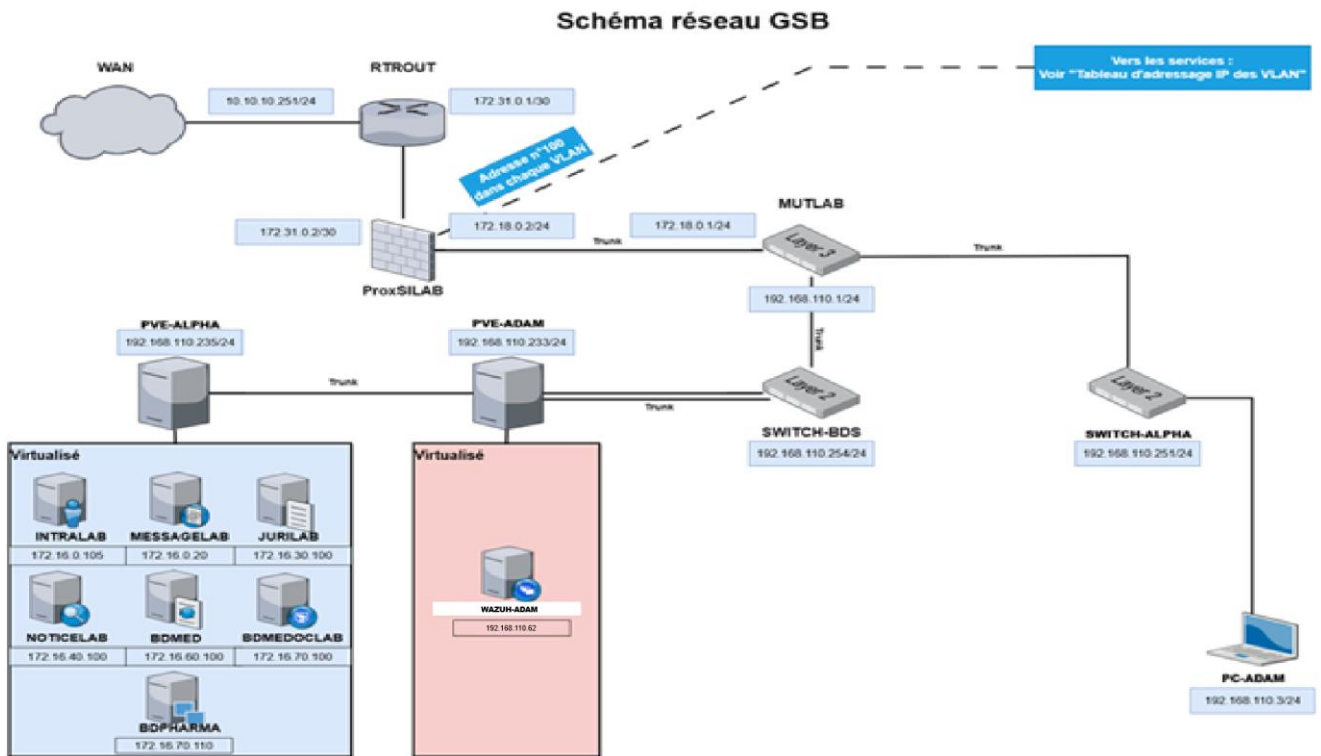 Schéma réseau GSB
WAN
RTROUT
10.10.10.251/24
172.31.0.1/30
Vers les services :
Voir "Tableau d'adressage IP des VLAN"
Adresse n°100
dans chaque VLAN
172.31.0.2/30
172.18.0.2/24
172.18.0.1/24
MUTLAB
Trunk
Layer 3
Trunk
ProxSILAB
192.168.110.1/24
Trunk
PVE-ALPHA
192.168.110.235/24
PVE-ADAM
192.168.110.233/24
Trunk
Trunk
Layer 2
SWITCH-BDS
192.168.110.254/24
Layer 2
SWITCH-ALPHA
192.168.110.251/24
Virtualisé
INTRALAB
172.16.0.105
MESSAGELAB
172.16.0.20
JURILAB
172.16.30.100
NOTICELAB
172.16.40.100
BDMED
172.16.60.100
BDMEDOCLAB
172.16.70.100
BDPHARMA
172.16.70.110
Virtualisé
WAZUH-ADAM
192.168.110.62
PC-ADAM
192.168.110.3/24